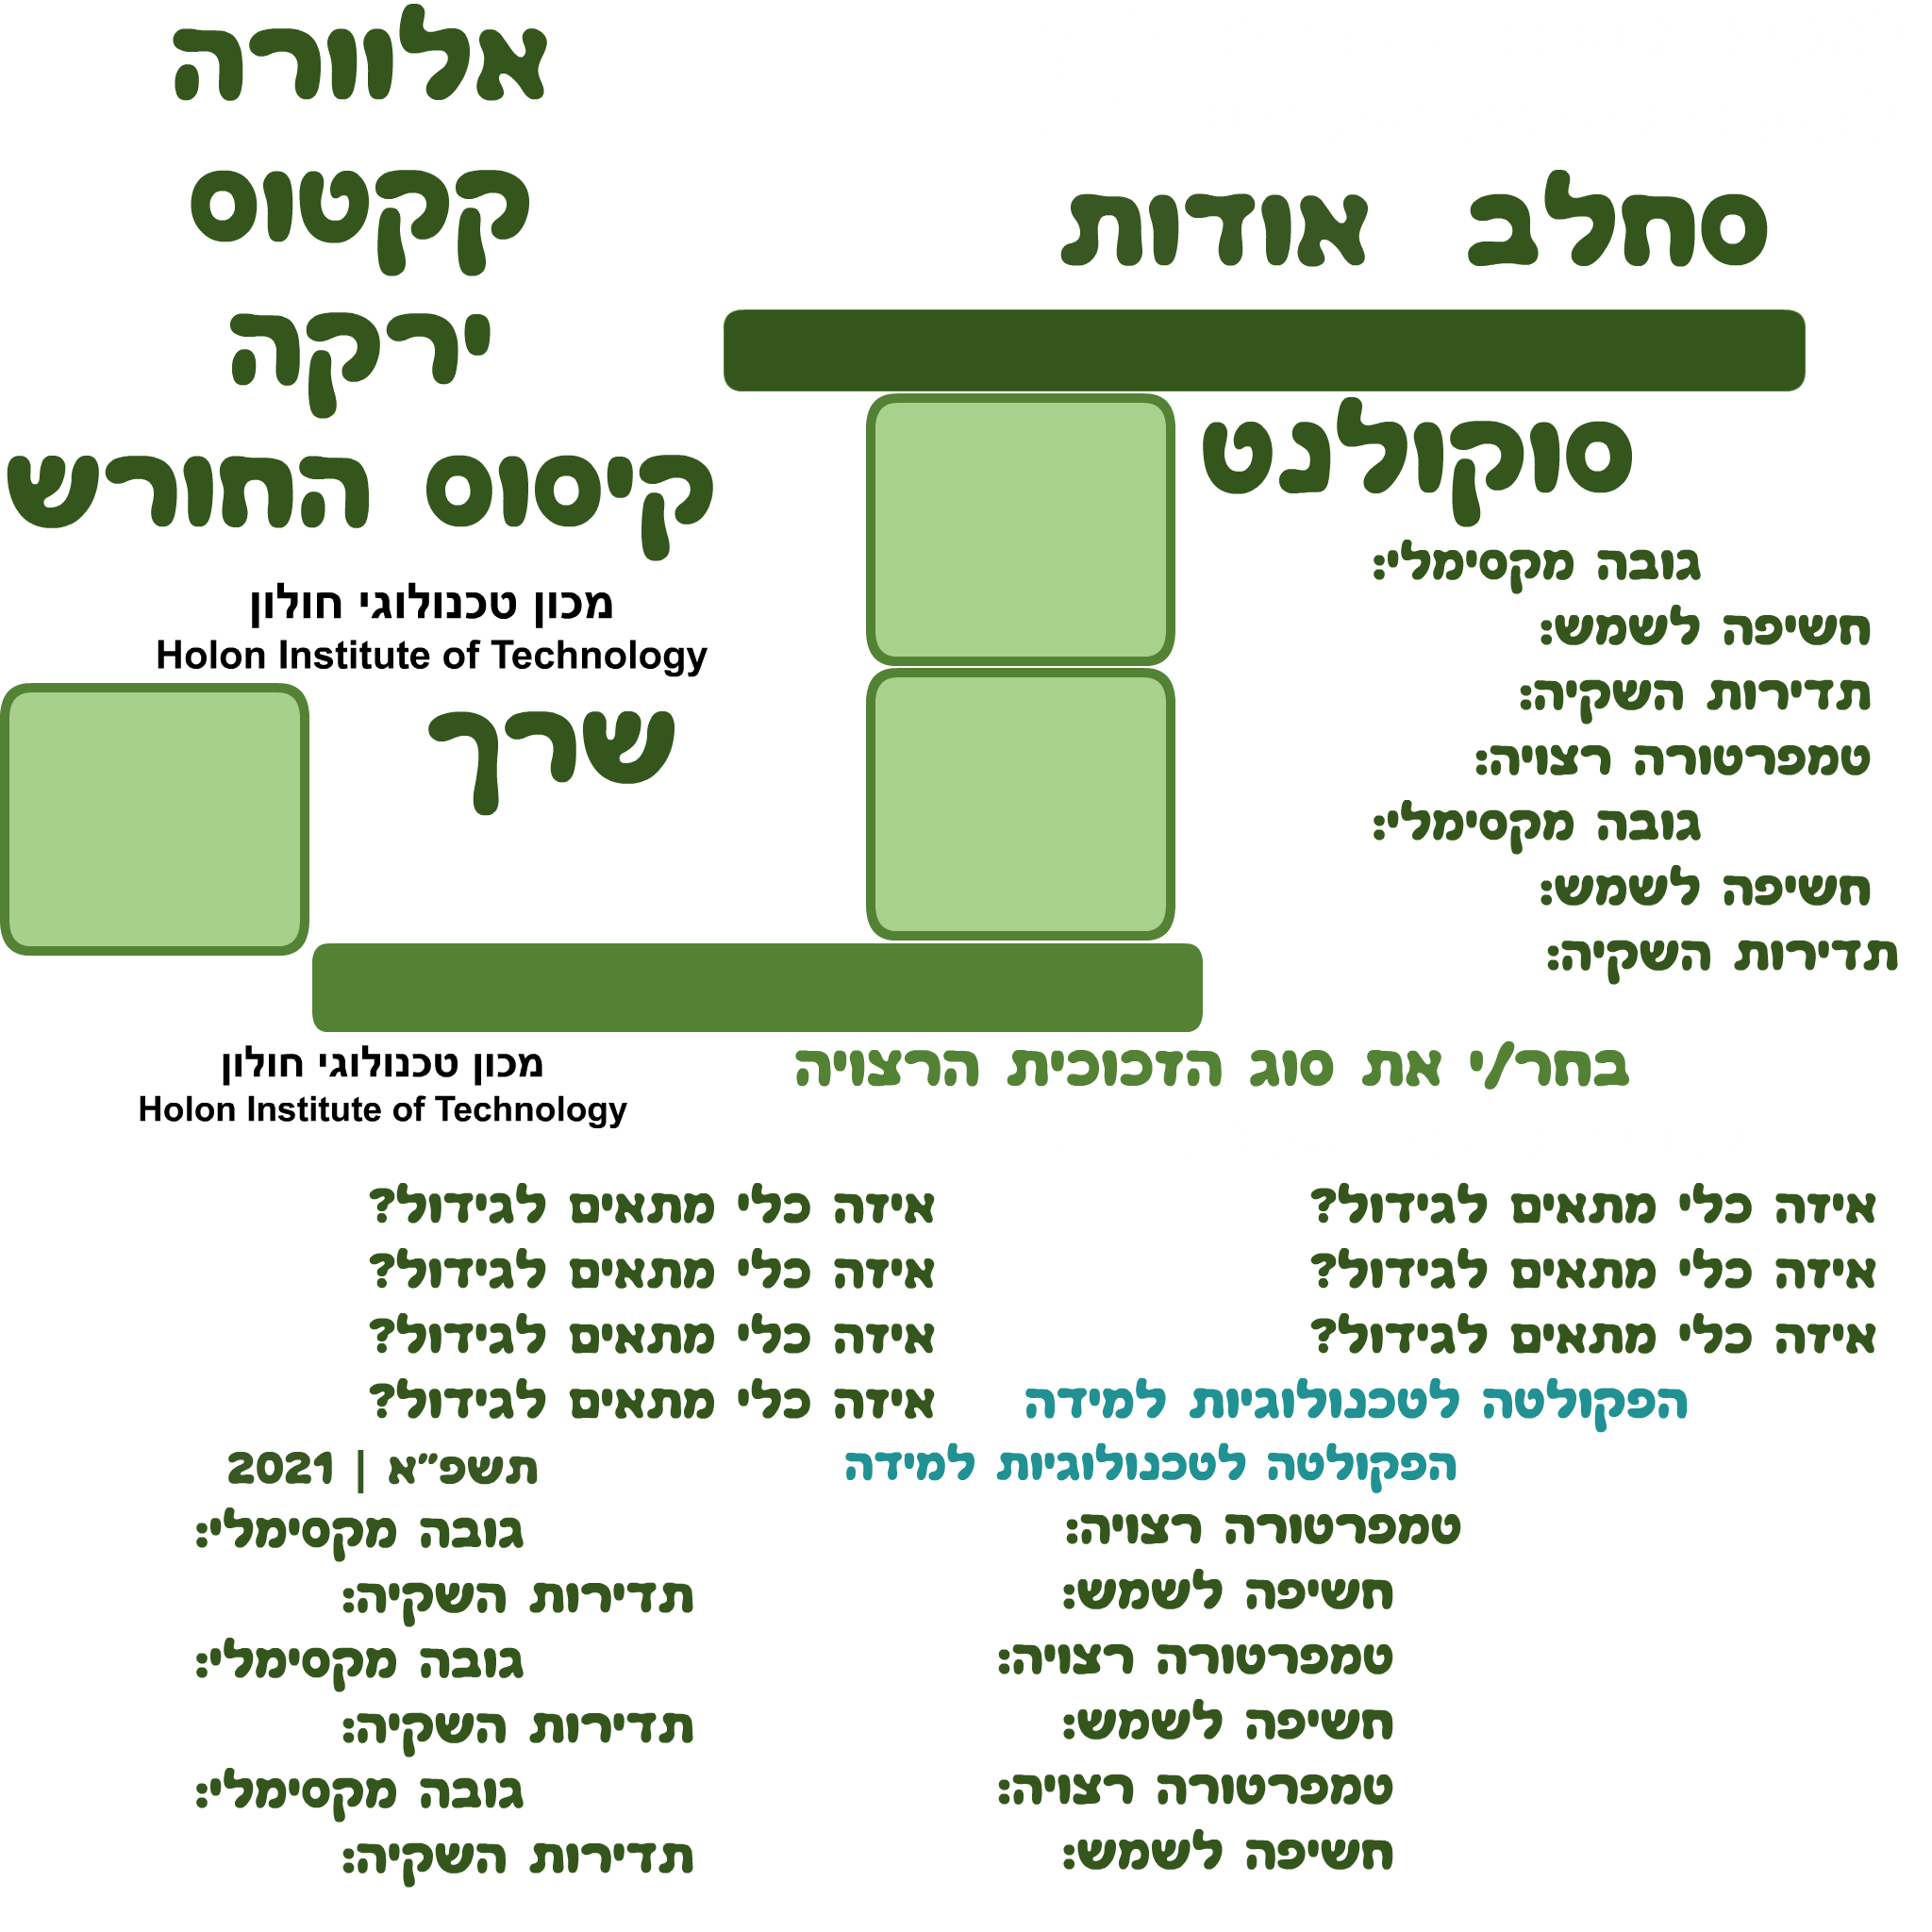 אלוורה
קקטוס
סחלב
אודות
ירקה
סוקולנט
קיסוס החורש
גובה מקסימלי:
מכון טכנולוגי חולון
Holon Institute of Technology
חשיפה לשמש:
תדירות השקיה:
שרך
טמפרטורה רצויה:
גובה מקסימלי:
חשיפה לשמש:
תדירות השקיה:
בחר/י את סוג הדכוכית הרצויה
מכון טכנולוגי חולון
Holon Institute of Technology
איזה כלי מתאים לגידול?
איזה כלי מתאים לגידול?
איזה כלי מתאים לגידול?
איזה כלי מתאים לגידול?
איזה כלי מתאים לגידול?
איזה כלי מתאים לגידול?
הפקולטה לטכנולוגיות למידה
איזה כלי מתאים לגידול?
הפקולטה לטכנולוגיות למידה
תשפ״א | 2021
טמפרטורה רצויה:
גובה מקסימלי:
חשיפה לשמש:
תדירות השקיה:
טמפרטורה רצויה:
גובה מקסימלי:
חשיפה לשמש:
תדירות השקיה:
טמפרטורה רצויה:
גובה מקסימלי:
חשיפה לשמש:
תדירות השקיה: